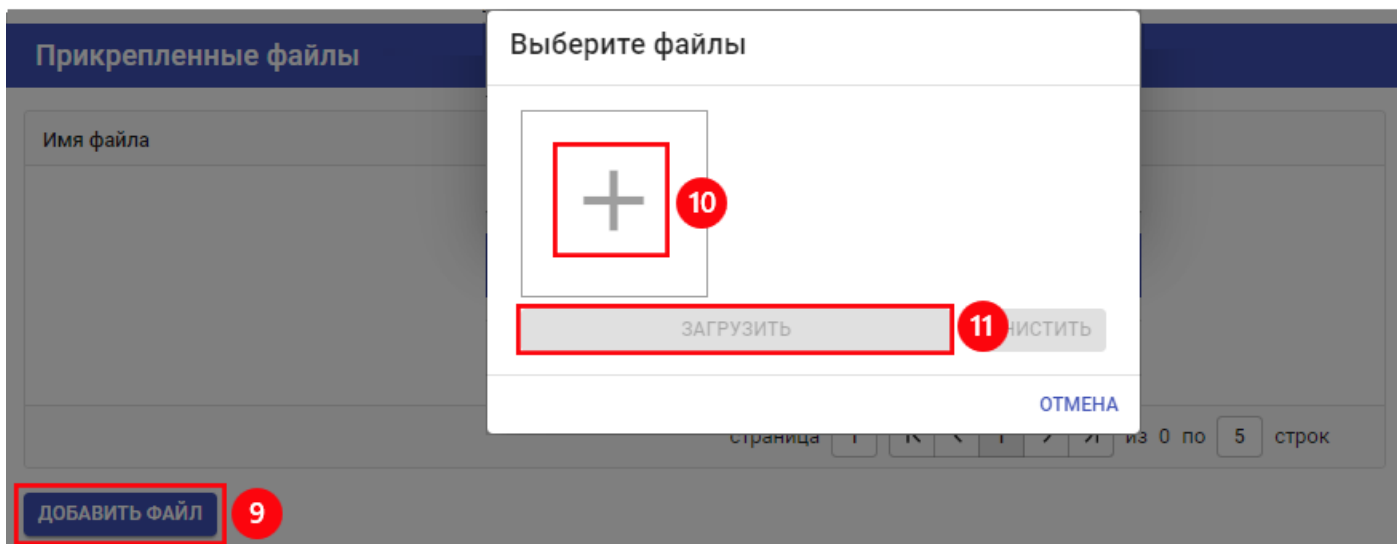 Прикрепленные файлы
Выберите файлы
Имя файла
10
ЗАГРУЗИТЬ
11
ЧИСТИТЬ
ОТМЕНА
страница 1 1 из 0 по 5 строк
ДОБАВИТЬ ФАЙЛ
9